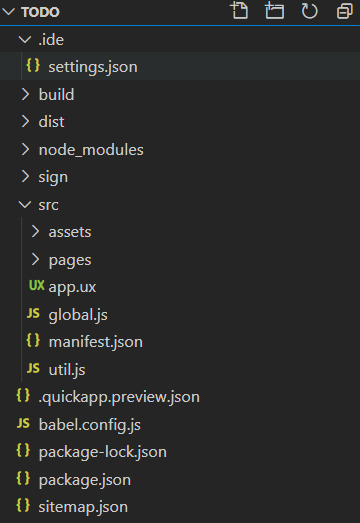 TODO
.ide
{} settings.json
build
dist
node_modules
sign
src
assets
pages
UX app.ux
JS global.js
{} manifest.json
JS util.js
{} .quickapp.preview.json
JS babel.config.js
{} package-lock.json
{} package.json
{} sitemap.json